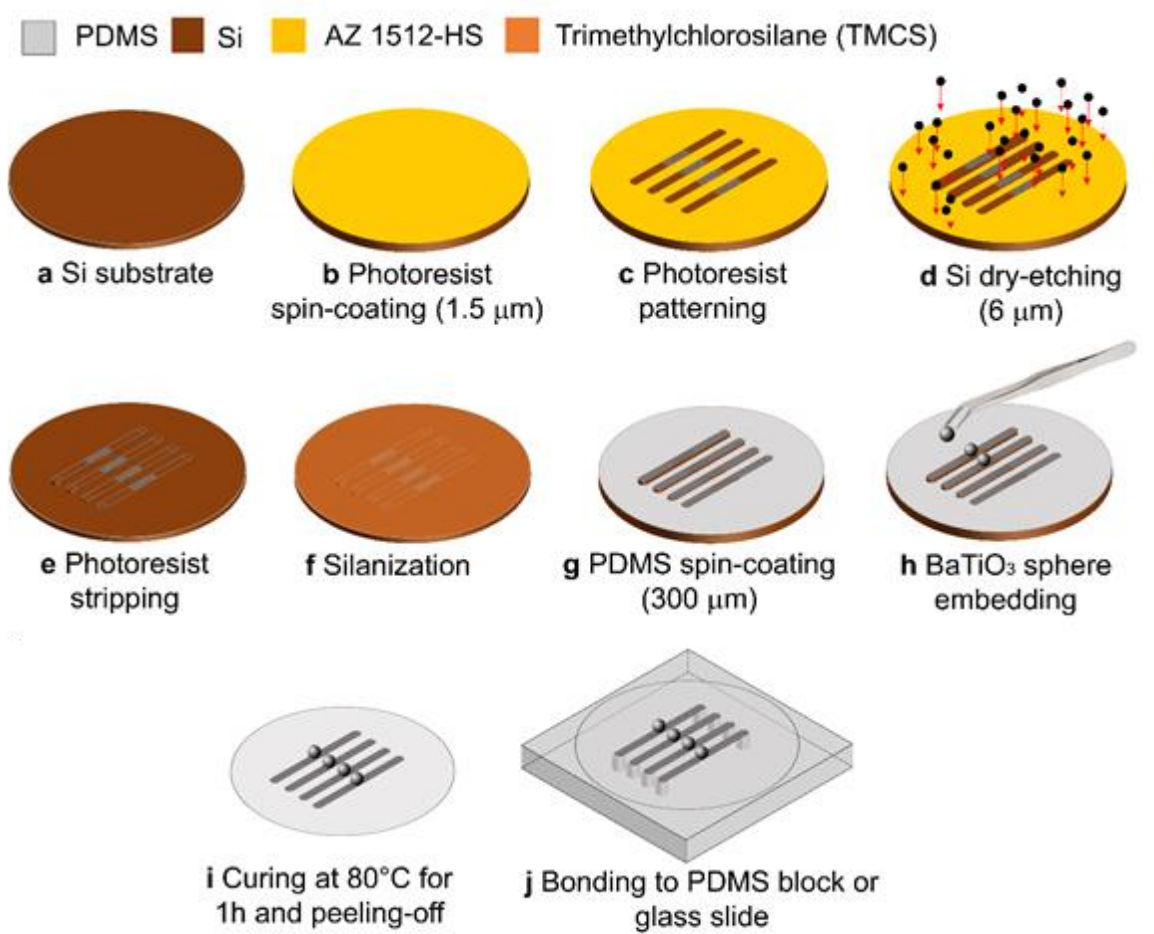 PDMS Si AZ 1512-HS Trimethylchlorosilane (TMCS)
a Si substrate
b Photoresist
spin-coating (1.5 μm)
c Photoresist
patterning
d Si dry-etching
(6 μm)
e Photoresist
stripping
f Silanization
g PDMS spin-coating
(300 μm)
h BaTiO₃ sphere
embedding
i Curing at 80°C for
1h and peeling-off
j Bonding to PDMS block or
glass slide